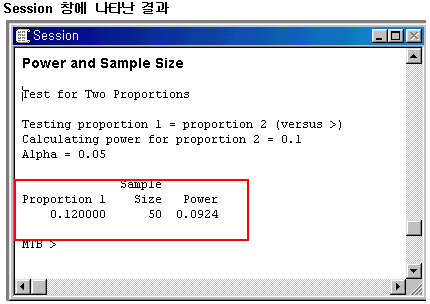 Session 창에 나타난 결과
Session
Power and Sample Size
Test for Two Proportions
Testing proportion 1 = proportion 2 (versus >)
Calculating power for proportion 2 = 0.1
Alpha = 0.05
Sample
Proportion 1 Size Power
0.120000 50 0.0924
MTB >